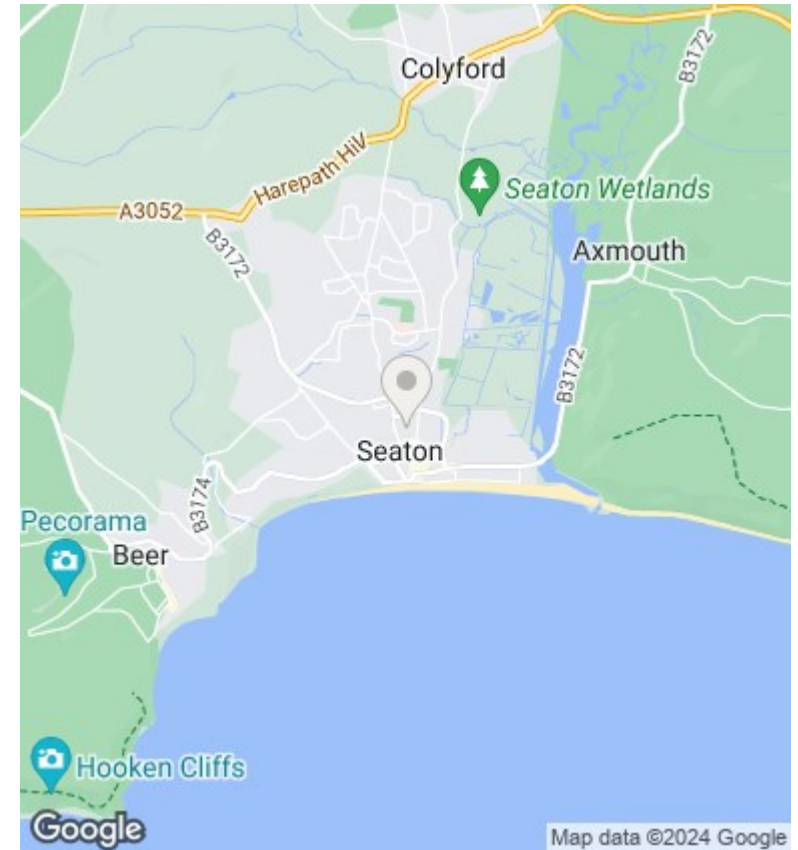 Colyford
B3172
Harepath Hil
Seaton Wetlands
A3052
B3172
Axmouth
B3172
Seaton
B3174
Pecorama
Beer
Hooken Cliffs
Google
Map data ©2024 Google